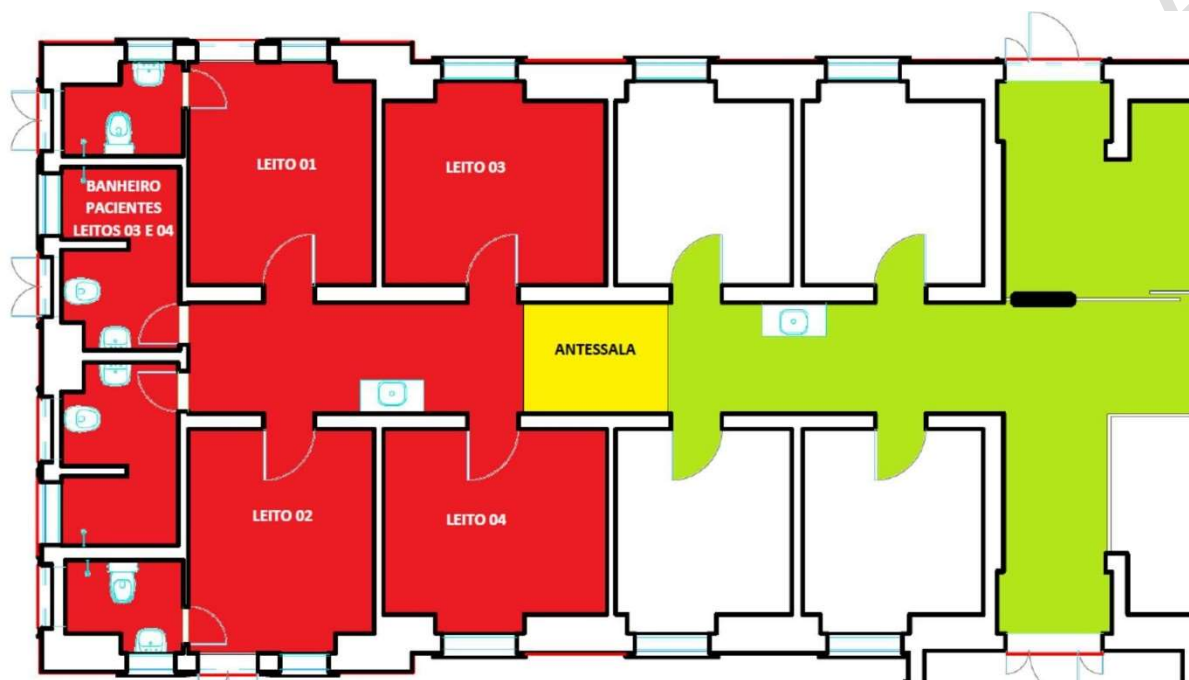 LEITO 01
LEITO 03
BANHEIRO
PACIENTES
LEITOS 03 E 04
ANTESSALA
LEITO 02
LEITO 04